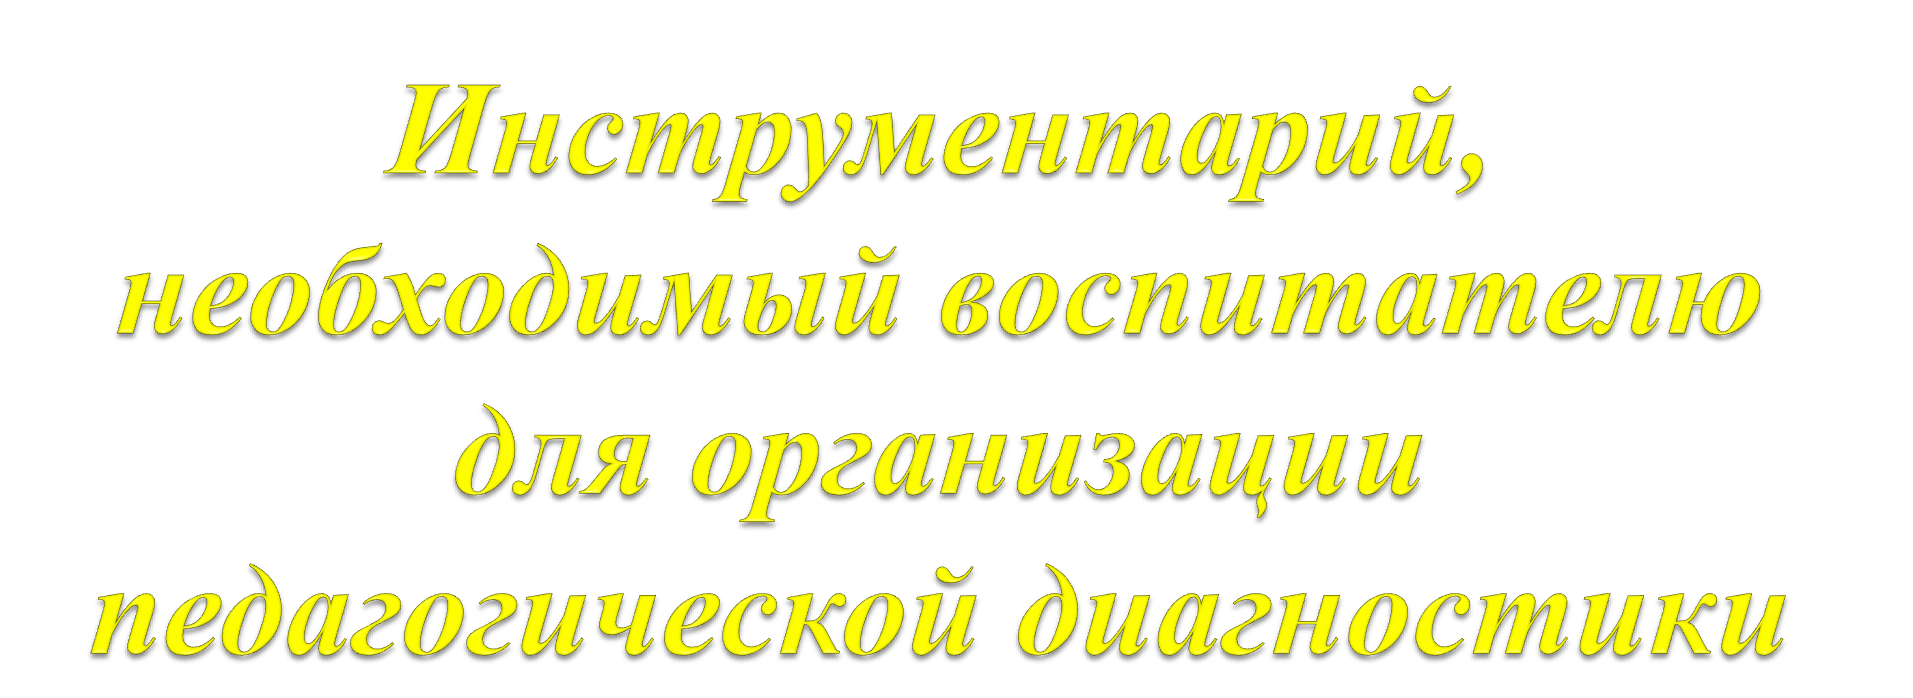 Инструментарий,
необходимый воспитателю
для организации
педагогической диагностики